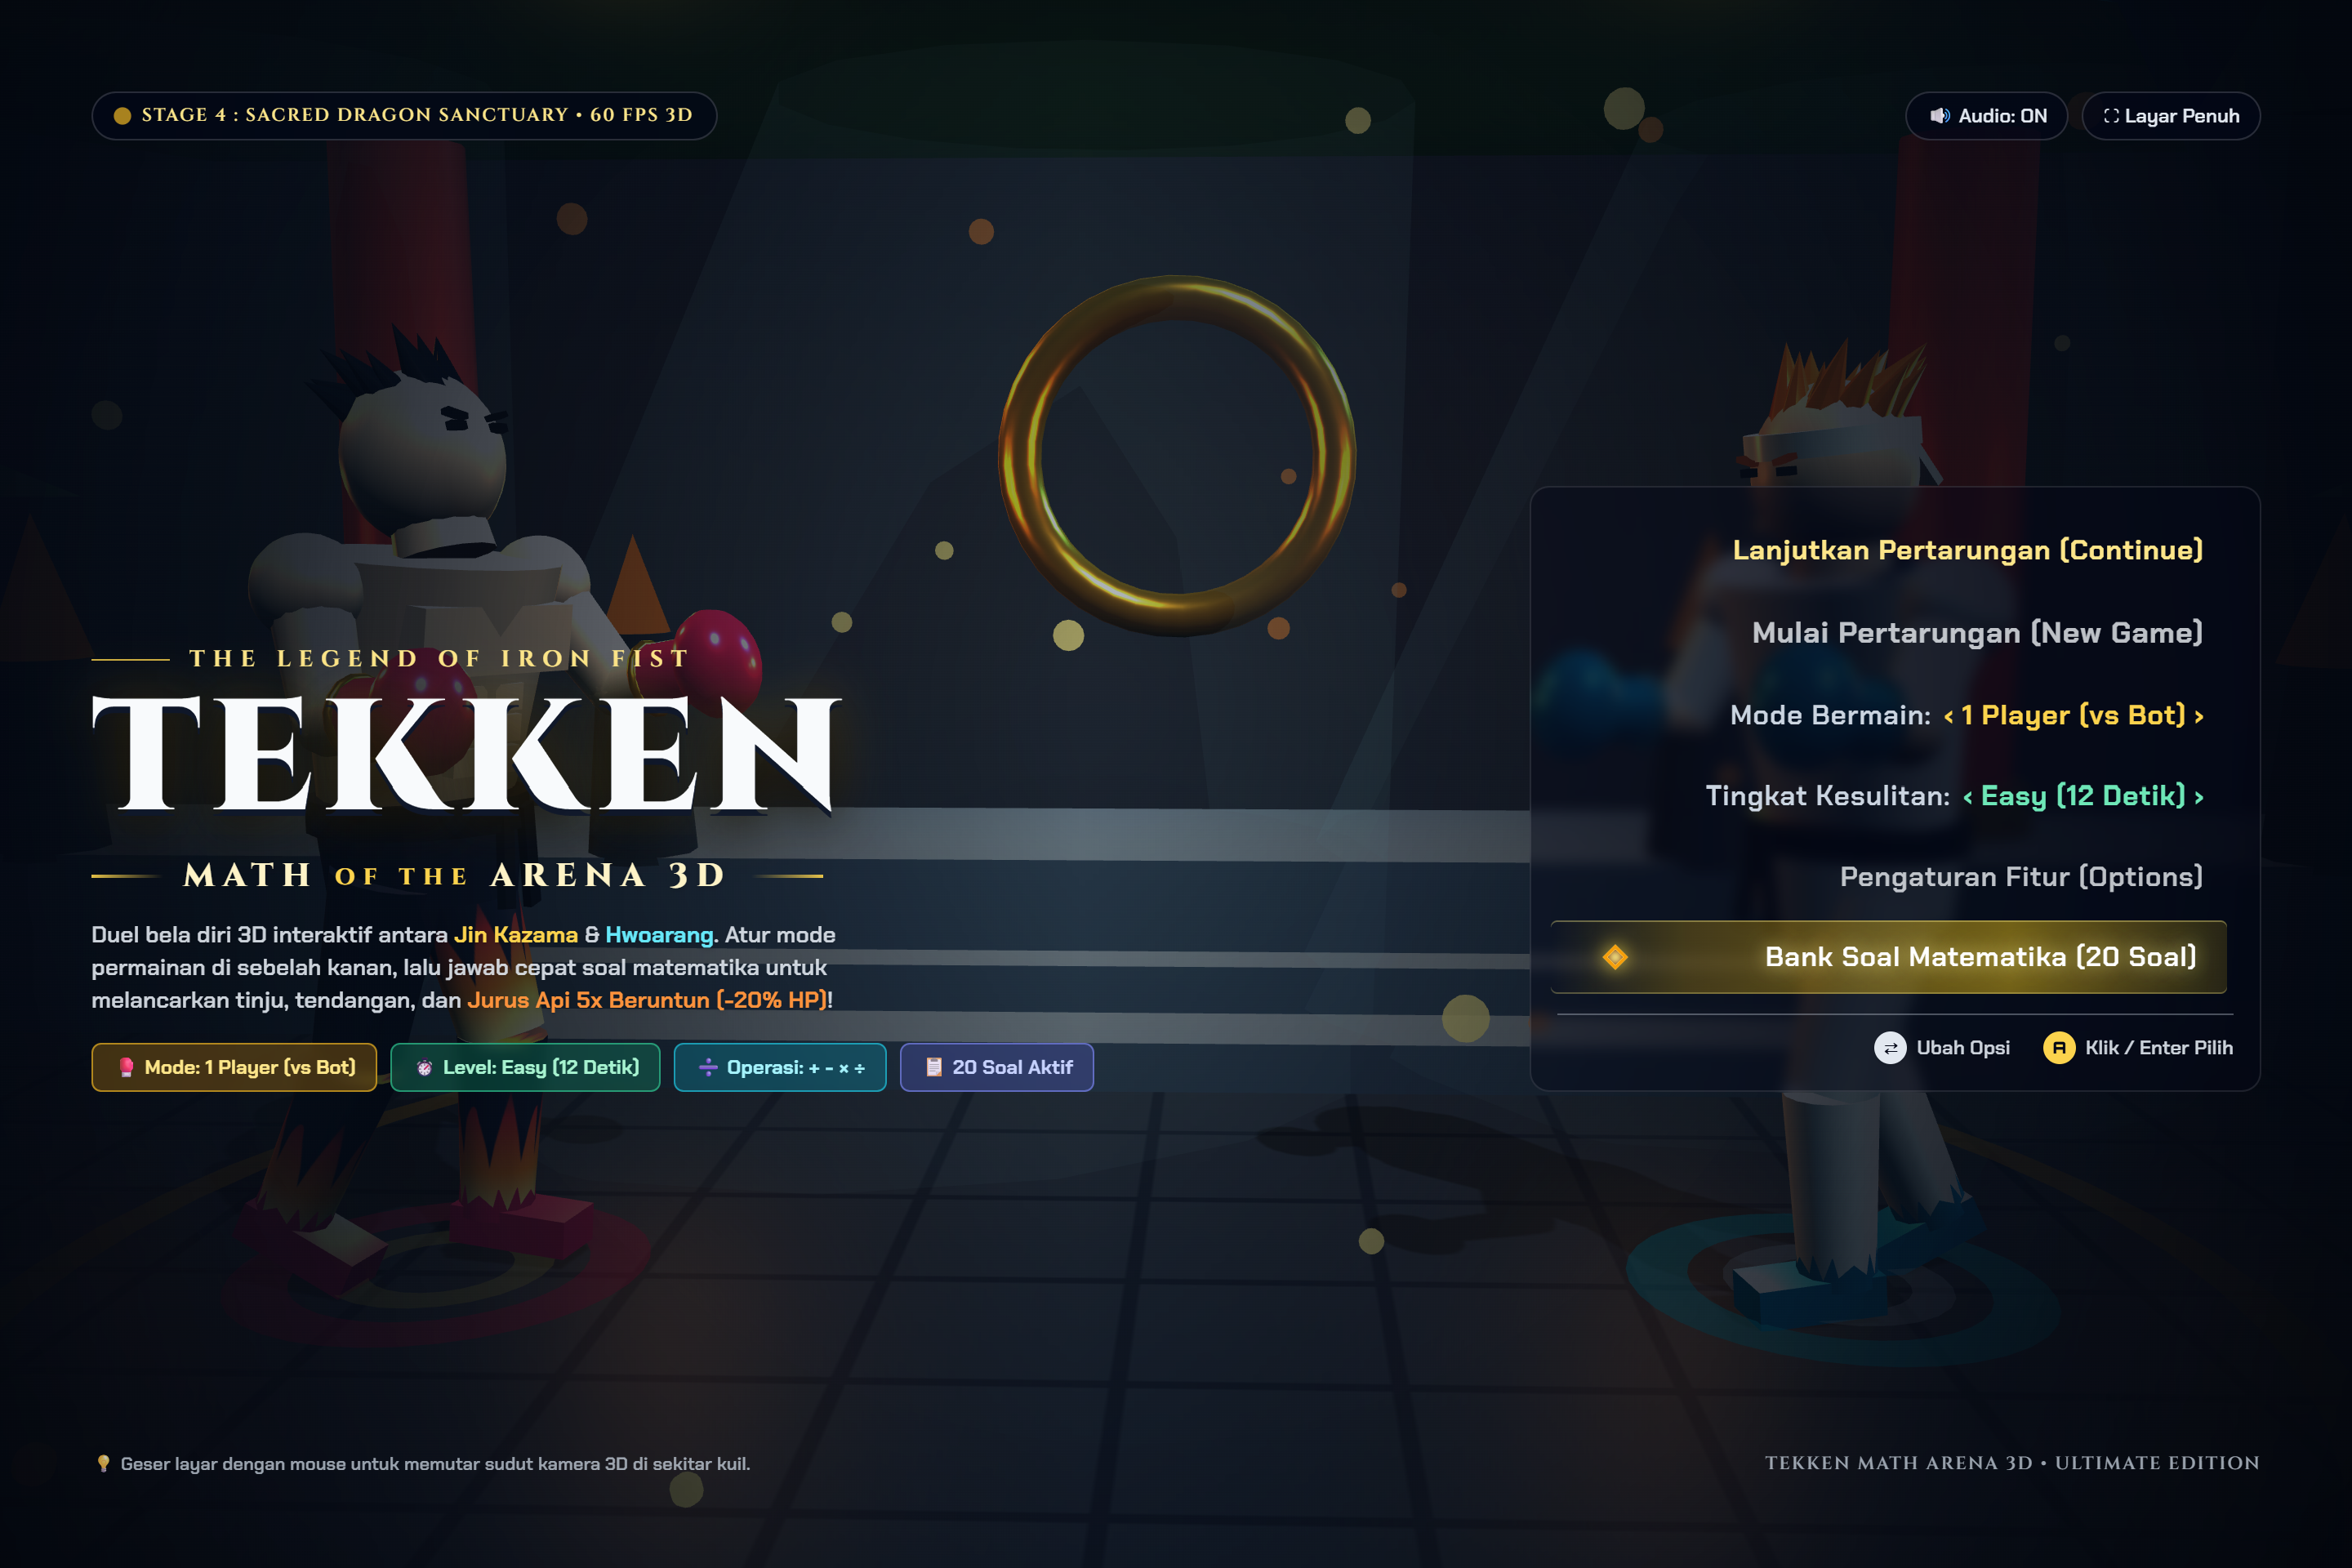 STAGE 4 : SACRED DRAGON SANCTUARY • 60 FPS 3D
Audio: ON
Layar Penuh
THE LEGEND OF IRON FIST
TEKKEN
MATH OF THE ARENA 3D
Duel bela diri 3D interaktif antara Jin Kazama & Hwoarang. Atur mode
permainan di sebelah kanan, lalu jawab cepat soal matematika untuk
melancarkan tinju, tendangan, dan Jurus Api 5x Beruntun (-20% HP)!
Mode: 1 Player (vs Bot)
Level: Easy (12 Detik)
Operasi: + - × ÷
20 Soal Aktif
Lanjutkan Pertarungan (Continue)
Mulai Pertarungan (New Game)
Mode Bermain: ‹ 1 Player (vs Bot) ›
Tingkat Kesulitan: ‹ Easy (12 Detik) ›
Pengaturan Fitur (Options)
Bank Soal Matematika (20 Soal)
Ubah Opsi
A Klik / Enter Pilih
Geser layar dengan mouse untuk memutar sudut kamera 3D di sekitar kuil.
TEKKEN MATH ARENA 3D • ULTIMATE EDITION